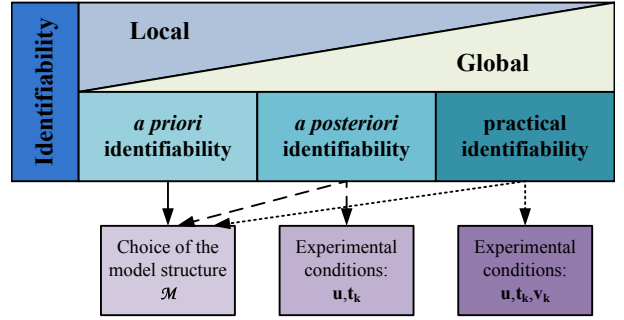 Identifiability
Local
Global
a priori
identifiability
a posteriori
identifiability
practical
identifiability
Choice of the
model structure
ℳ
Experimental
conditions:
u,tₖ
Experimental
conditions:
u,tₖ,vₖ